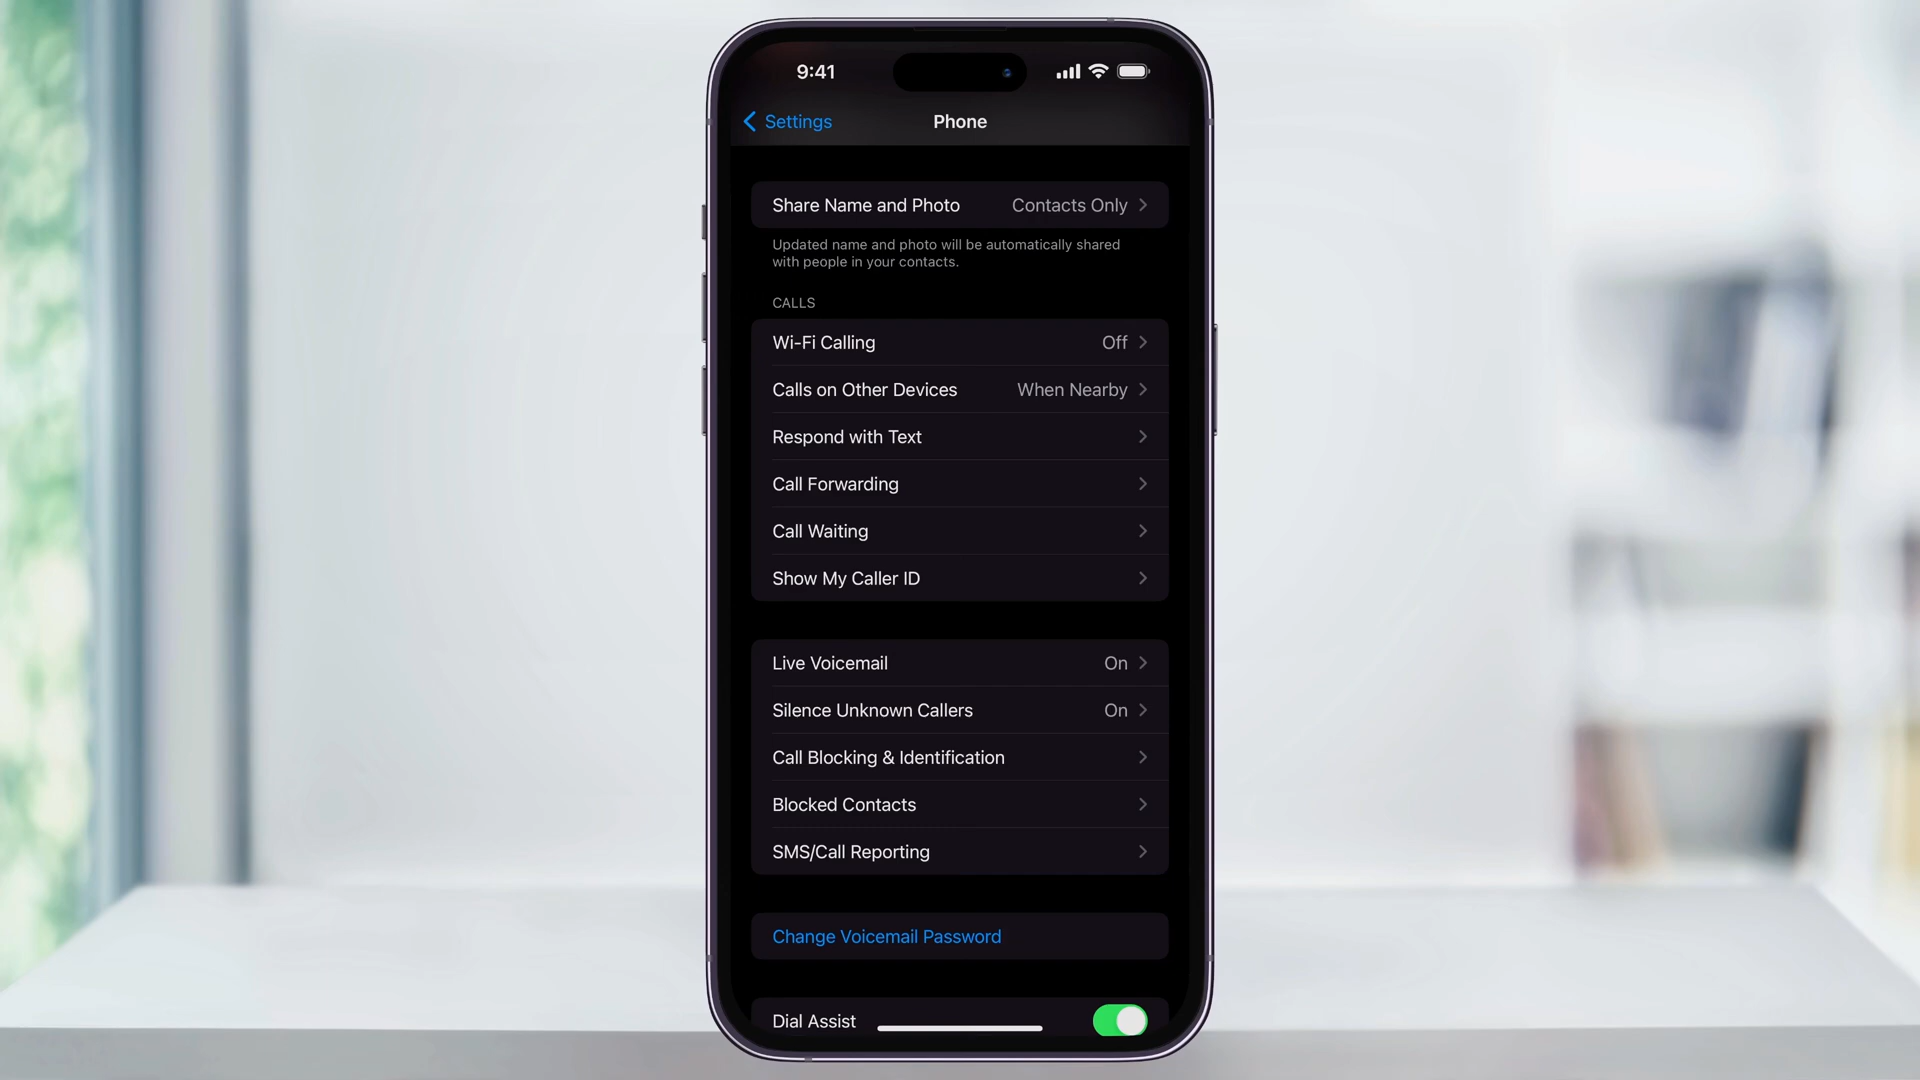 9:41
Settings
Phone
Share Name and Photo Contacts Only
Updated name and photo will be automatically shared
with people in your contacts.
CALLS
Wi-Fi Calling Off
Calls on Other Devices When Nearby
Respond with Text
Call Forwarding
Call Waiting
Show My Caller ID
Live Voicemail On
Silence Unknown Callers On
Call Blocking & Identification
Blocked Contacts
SMS/Call Reporting
Change Voicemail Password
Dial Assist